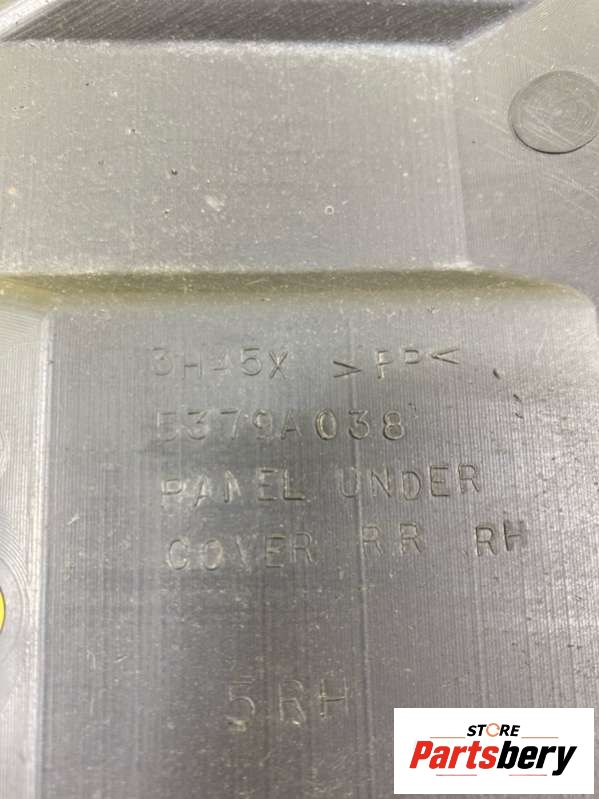 3H45X >PP<
5379A038
PANEL UNDER
COVER RR RH
5RH
STORE
Partsbery